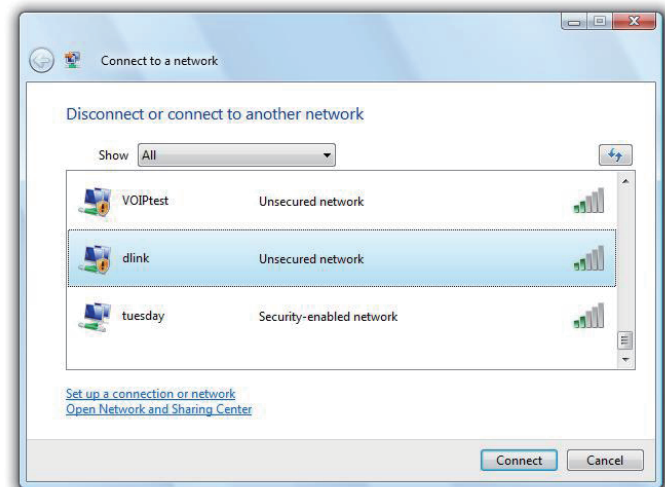 Connect to a network
Disconnect or connect to another network
Show All
VOIPtest Unsecured network
dlink Unsecured network
tuesday Security-enabled network
Set up a connection or network
Open Network and Sharing Center
Connect Cancel